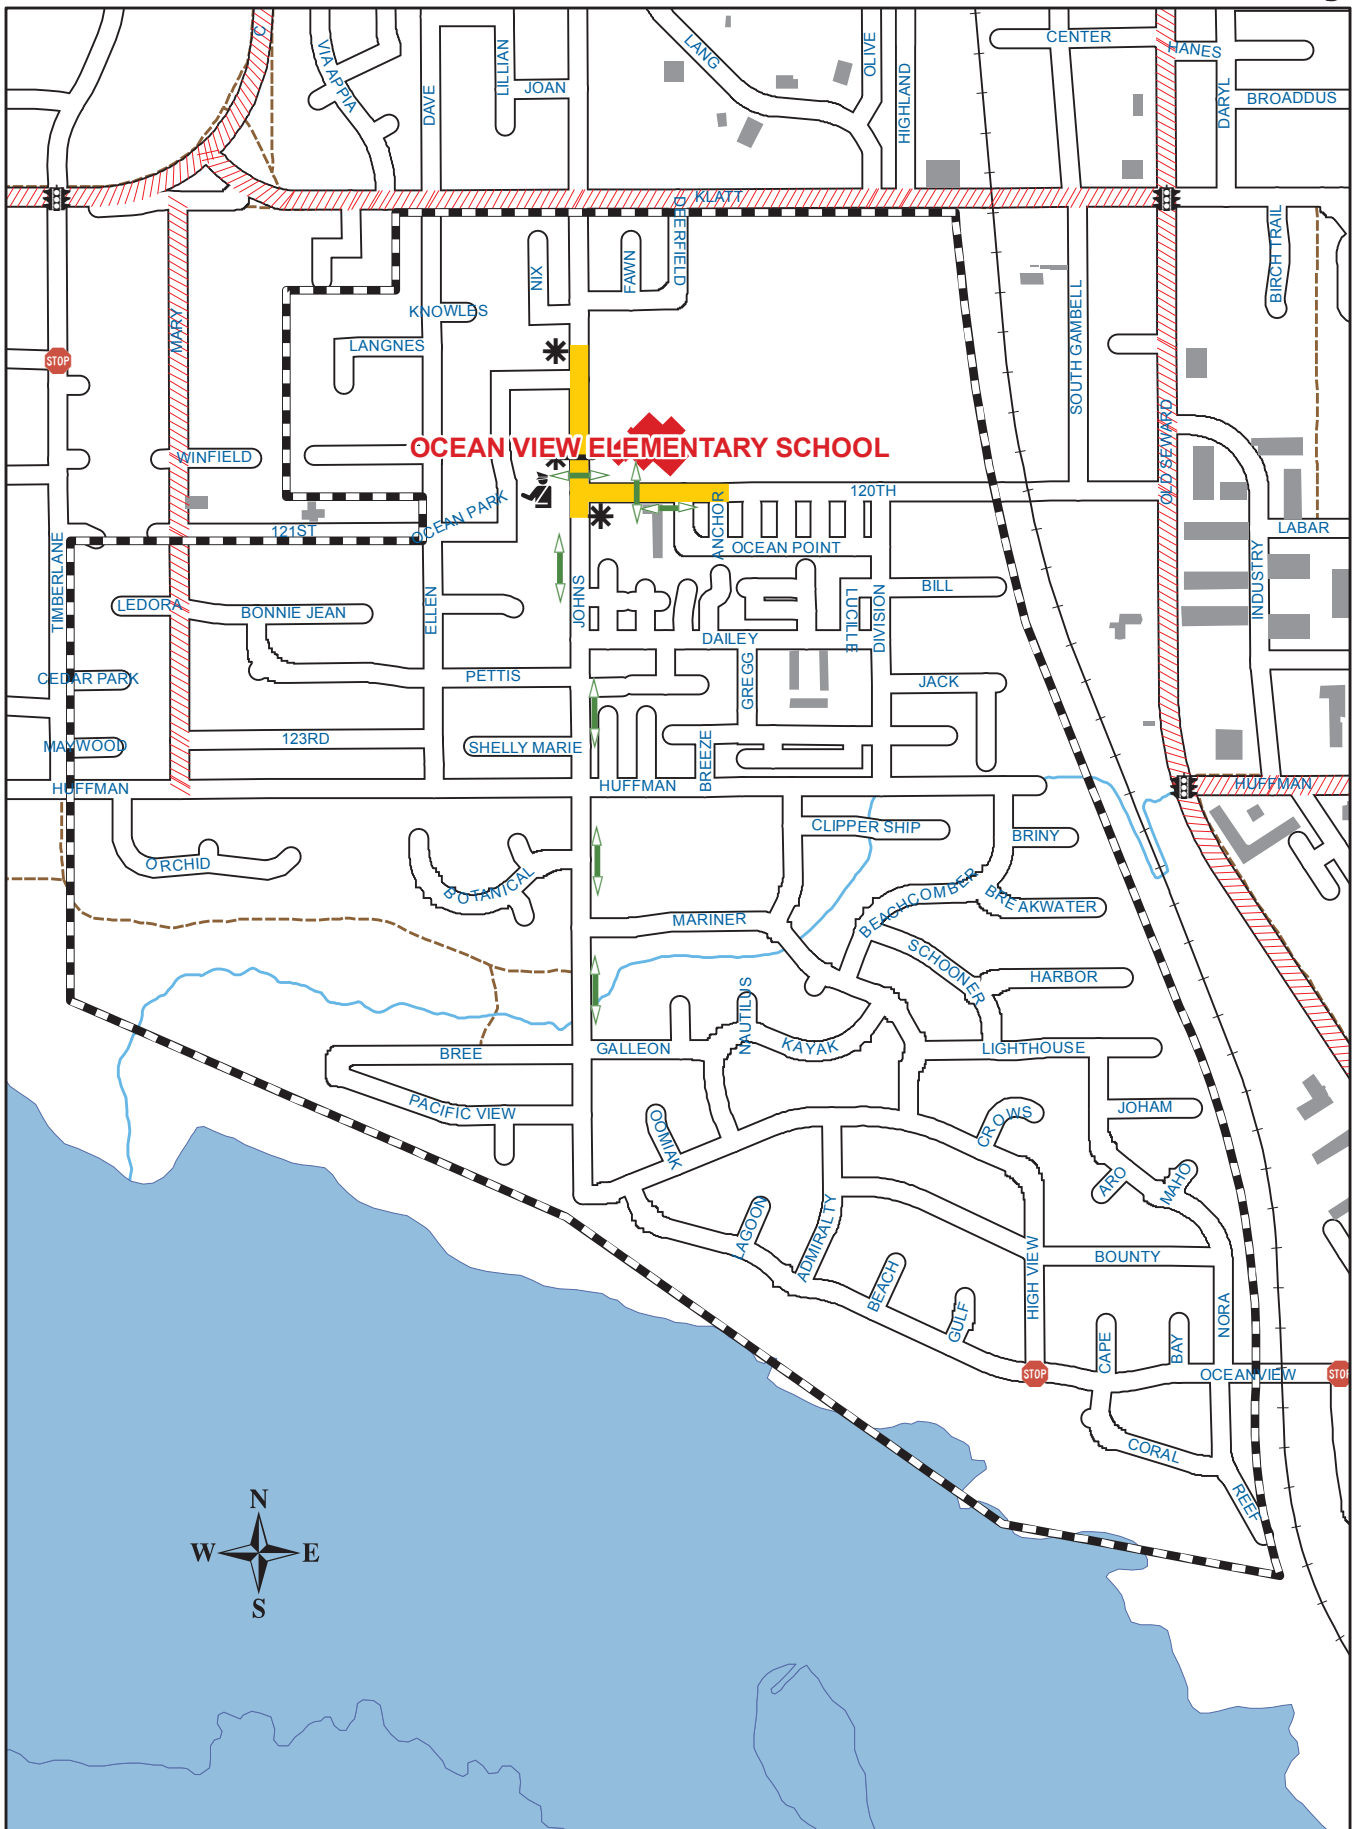 C
VIA APPIA
DAVE
LILLIAN
JOAN
LANG
OLIVE
HIGHLAND
CENTER
HANES
DARYL
BROADDUS
KLATT
DEERFIELD
NIX
FAWN
BIRCH TRAIL
KNOWLES
LANGNES
MARY
STOP
SOUTH GAMBELL
OLD SEWARD
OCEAN VIEW ELEMENTARY SCHOOL
WINFIELD
OCEAN PARK
120TH
ANCHOR
121ST
OCEAN POINT
LABAR
INDUSTRY
TIMBERLANE
LEDORA
BONNIE JEAN
ELLEN
JOHNS
LUCILLE
DIVISION
BILL
DAILEY
CEDAR PARK
PETTIS
GREGG
JACK
MAYWOOD
123RD
SHELLY MARIE
BREEZE
HUFFMAN
HUFFMAN
HUFFMAN
ORCHID
BOTANICAL
CLIPPER SHIP
BRINY
BEACHCOMBER
BREAKWATER
MARINER
SCHOONER
HARBOR
NAUTILUS
BREE
GALLEON
KAYAK
LIGHTHOUSE
PACIFIC VIEW
OOMIAK
CROWS
JOHAM
ARO
MAHO
LAGOON
ADMIRALTY
BEACH
GULF
HIGH VIEW
BOUNTY
NORA
CAPE
BAY
STOP
OCEANVIEW
STOP
CORAL
REEF
N
W E
S